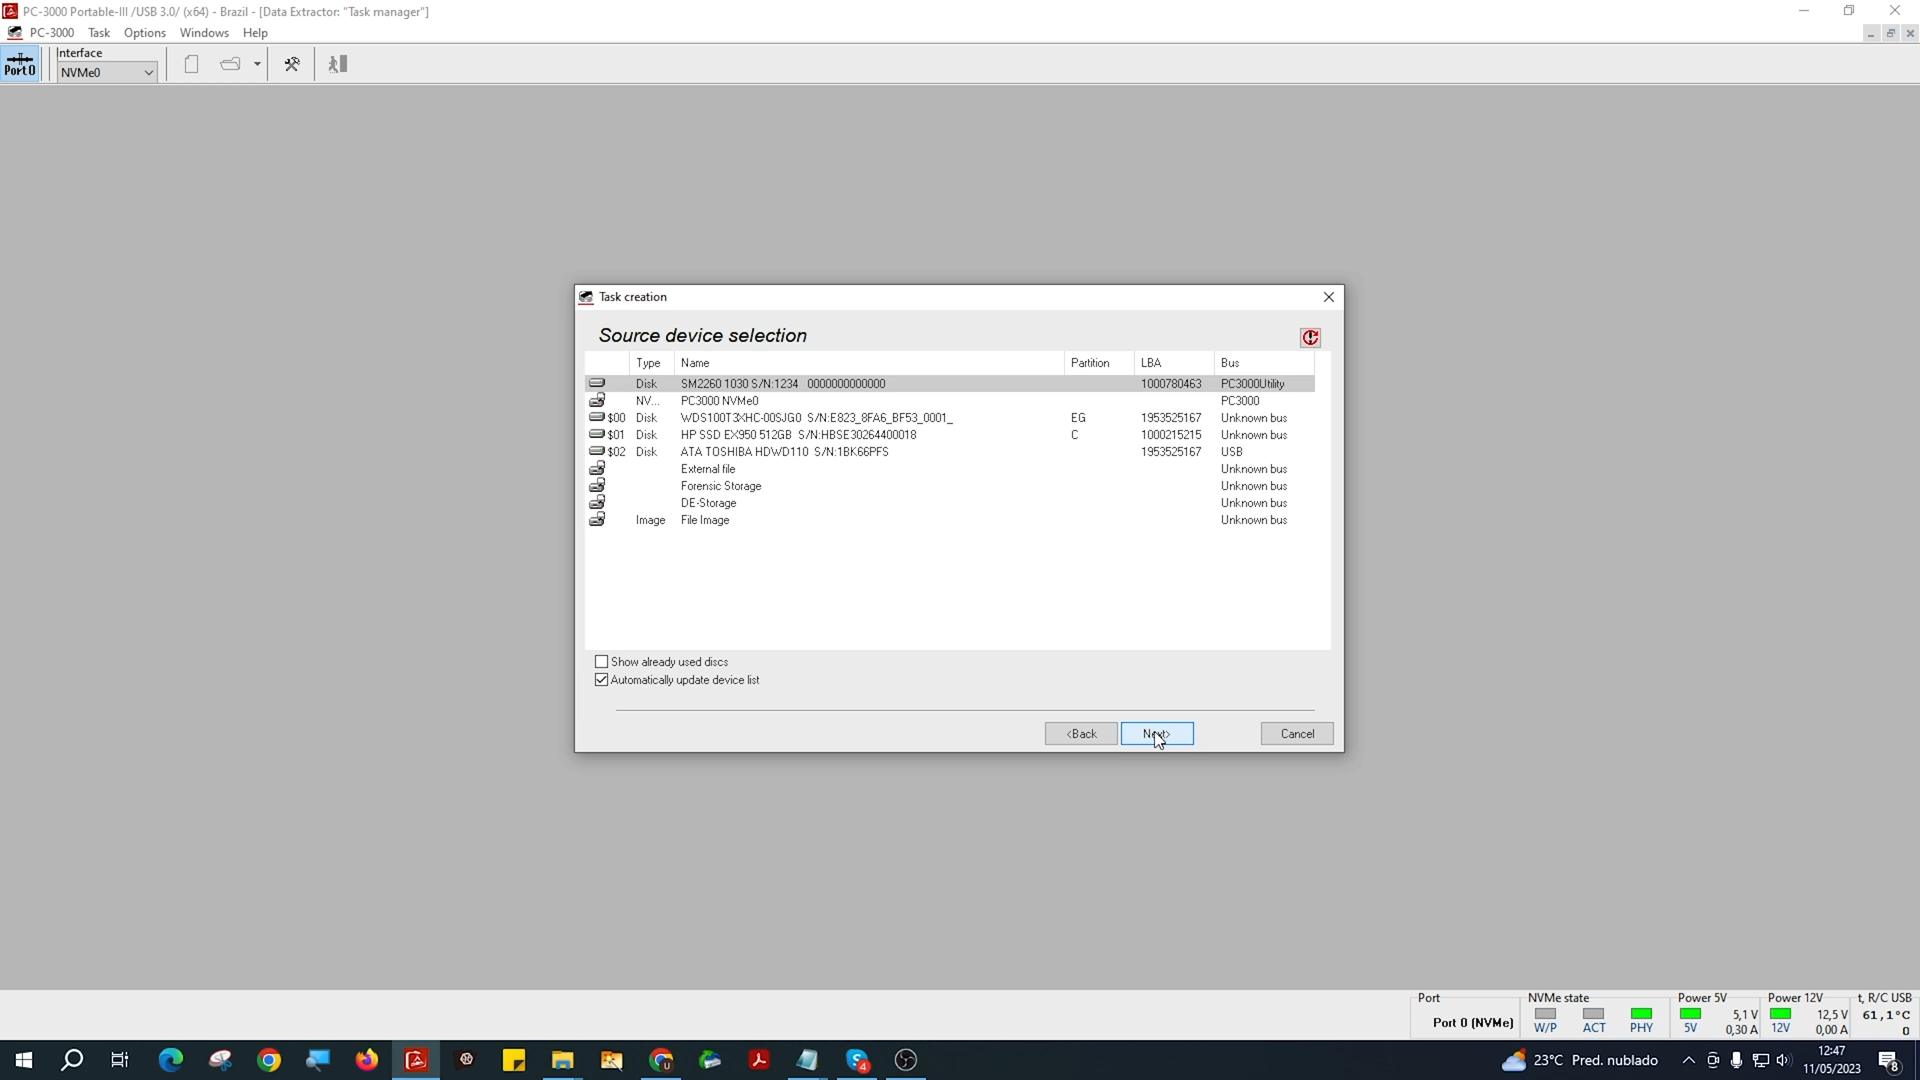 PC-3000 Portable-III /USB 3.0/ (x64) - Brazil - [Data Extractor: "Task manager"]
PC-3000 Task Options Windows Help
Port0
Interface
NVMe0
Task creation
Source device selection
Type Name Partition LBA Bus
Disk SM2260 1030 S/N:1234 0000000000000 1000780463 PC3000Utility
NV... PC3000 NVMe0 PC3000
$00 Disk WDS100T3XHC-00SJG0 S/N:E823_8FA6_BF53_0001_ EG 1953525167 Unknown bus
$01 Disk HP SSD EX950 512GB S/N:HBSE30264400018 C 1000215215 Unknown bus
$02 Disk ATA TOSHIBA HDWD110 S/N:1BK66PFS 1953525167 USB
External file Unknown bus
Forensic Storage Unknown bus
DE-Storage Unknown bus
Image File Image Unknown bus
Show already used discs
Automatically update device list
<Back Next> Cancel
Port NVMe state Power 5V Power 12V t, R/C USB
Port 0 (NVMe) 5,1 V 12,5 V 61,1°C
W/P ACT PHY 5V 0,30 A 12V 0,00 A 0
4
23°C Pred. nublado
12:47
11/05/2023
8